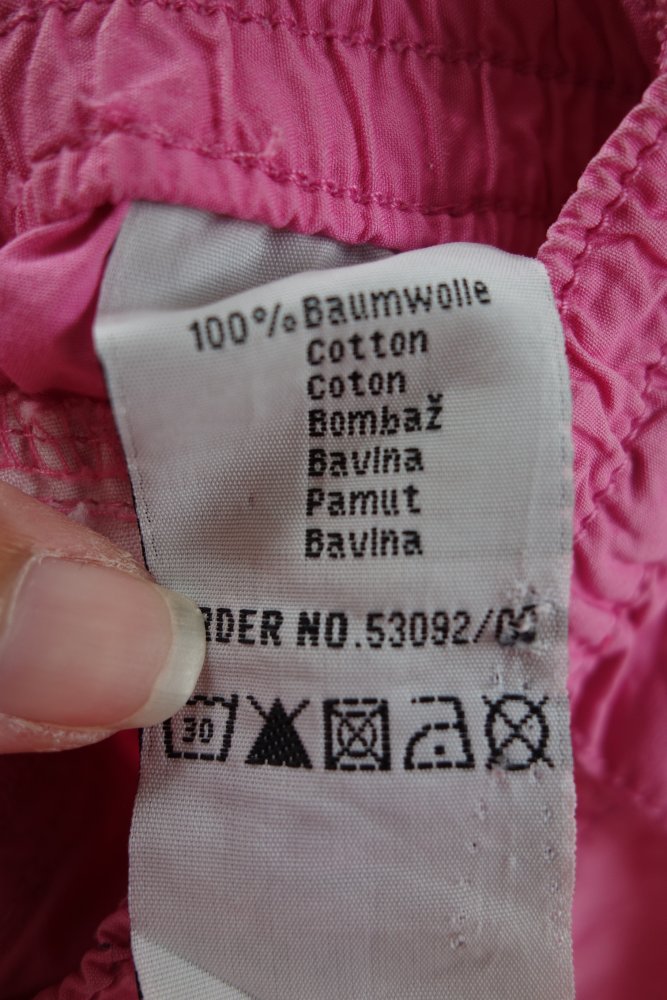 100% Baumwolle
Cotton
Coton
Bombaž
Bavlna
Pamut
Bavlna
RDER NO.53092/
30